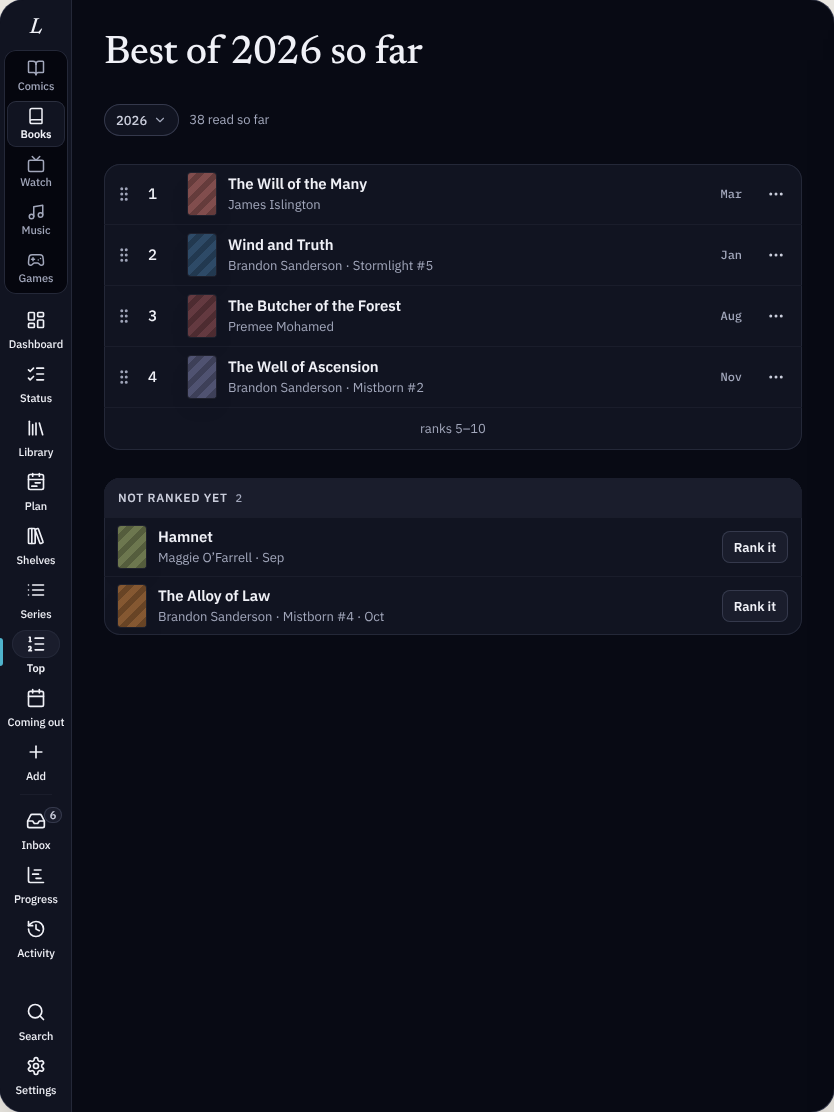 L
Comics
Books
Watch
Music
Games
Dashboard
Status
Library
Plan
Shelves
Series
Top
Coming out
Add
6
Inbox
Progress
Activity
Search
Settings
Best of 2026 so far
2026 38 read so far
1 The Will of the Many Mar
James Islington
2 Wind and Truth Jan
Brandon Sanderson · Stormlight #5
3 The Butcher of the Forest Aug
Premee Mohamed
4 The Well of Ascension Nov
Brandon Sanderson · Mistborn #2
ranks 5–10
NOT RANKED YET 2
Hamnet
Maggie O’Farrell · Sep
Rank it
The Alloy of Law
Brandon Sanderson · Mistborn #4 · Oct
Rank it